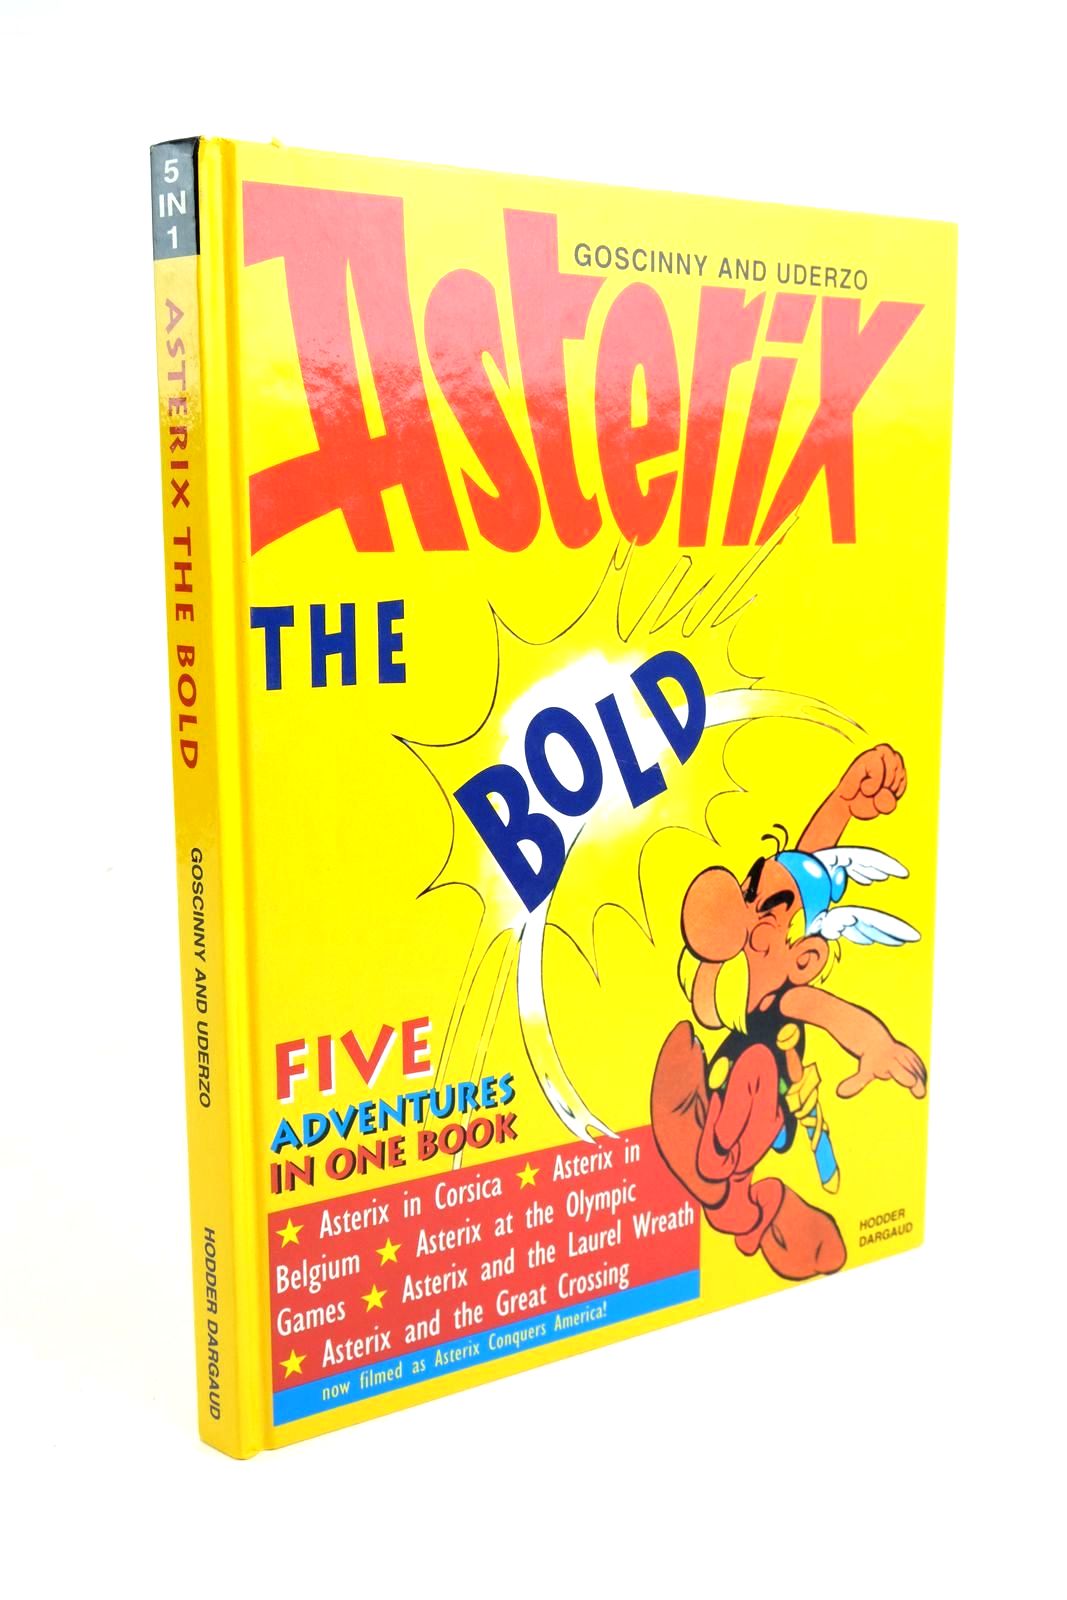 5
IN
1
ASTERIX THE BOLD
GOSCINNY AND UDERZO
HODDER DARGAUD
GOSCINNY AND UDERZO
Asterix
THE
BOLD
FIVE
ADVENTURES
IN ONE BOOK
★ Asterix in Corsica ★ Asterix in
Belgium ★ Asterix at the Olympic
Games ★ Asterix and the Laurel Wreath
★ Asterix and the Great Crossing
now filmed as Asterix Conquers America!
HODDER
DARGAUD